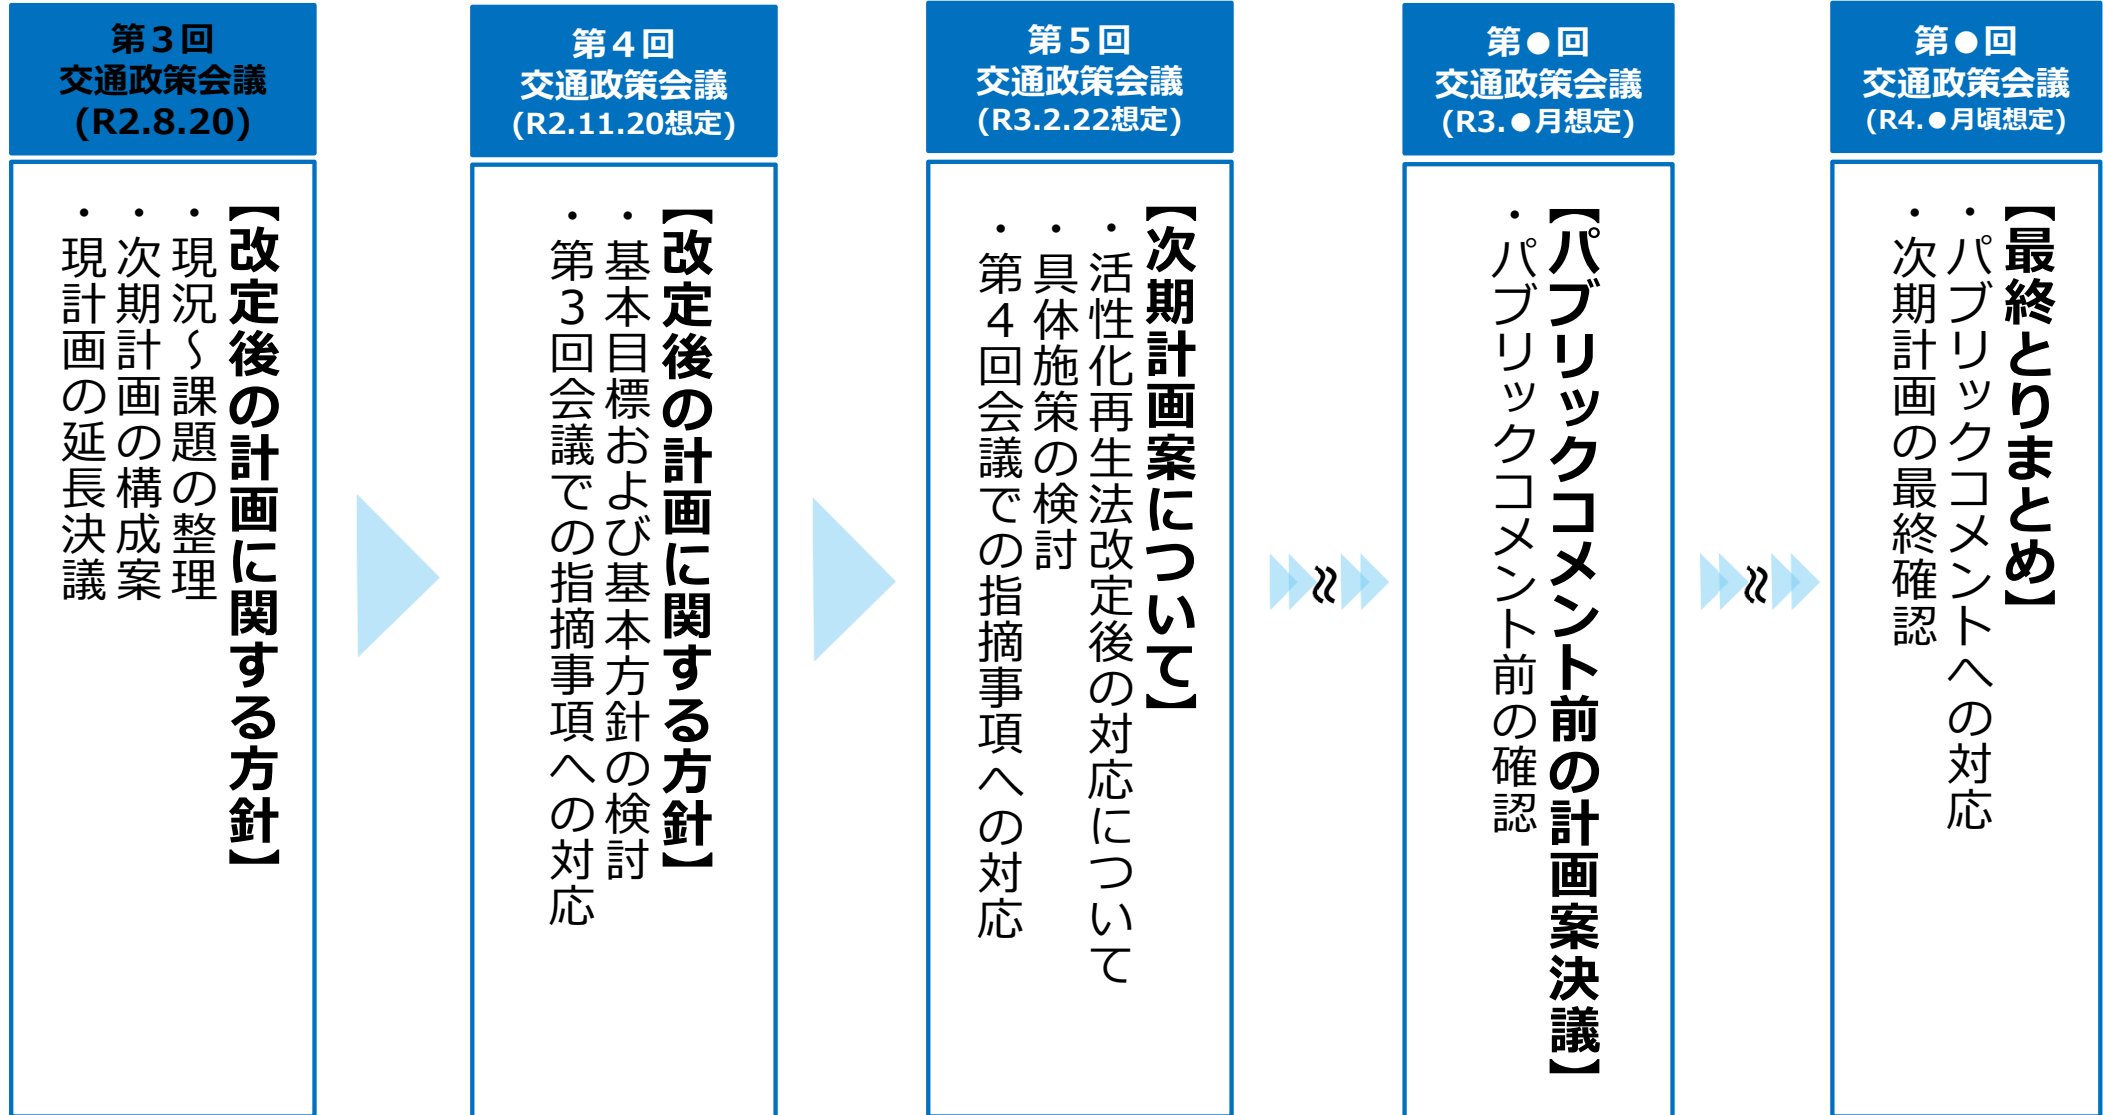 第３回
交通政策会議
(R2.8.20)
【改定後の計画に関する方針】
・現況～課題の整理
・次期計画の構成案
・現計画の延長決議
第４回
交通政策会議
(R2.11.20想定)
【改定後の計画に関する方針】
・基本目標および基本方針の検討
・第３回会議での指摘事項への対応
第５回
交通政策会議
(R3.2.22想定)
【次期計画案について】
・活性化再生法改定後の対応について
・具体施策の検討
・第４回会議での指摘事項への対応
第●回
交通政策会議
(R3.●月想定)
【パブリックコメント前の計画案決議】
・パブリックコメント前の確認
第●回
交通政策会議
(R4.●月頃想定)
【最終とりまとめ】
・パブリックコメントへの対応
・次期計画の最終確認